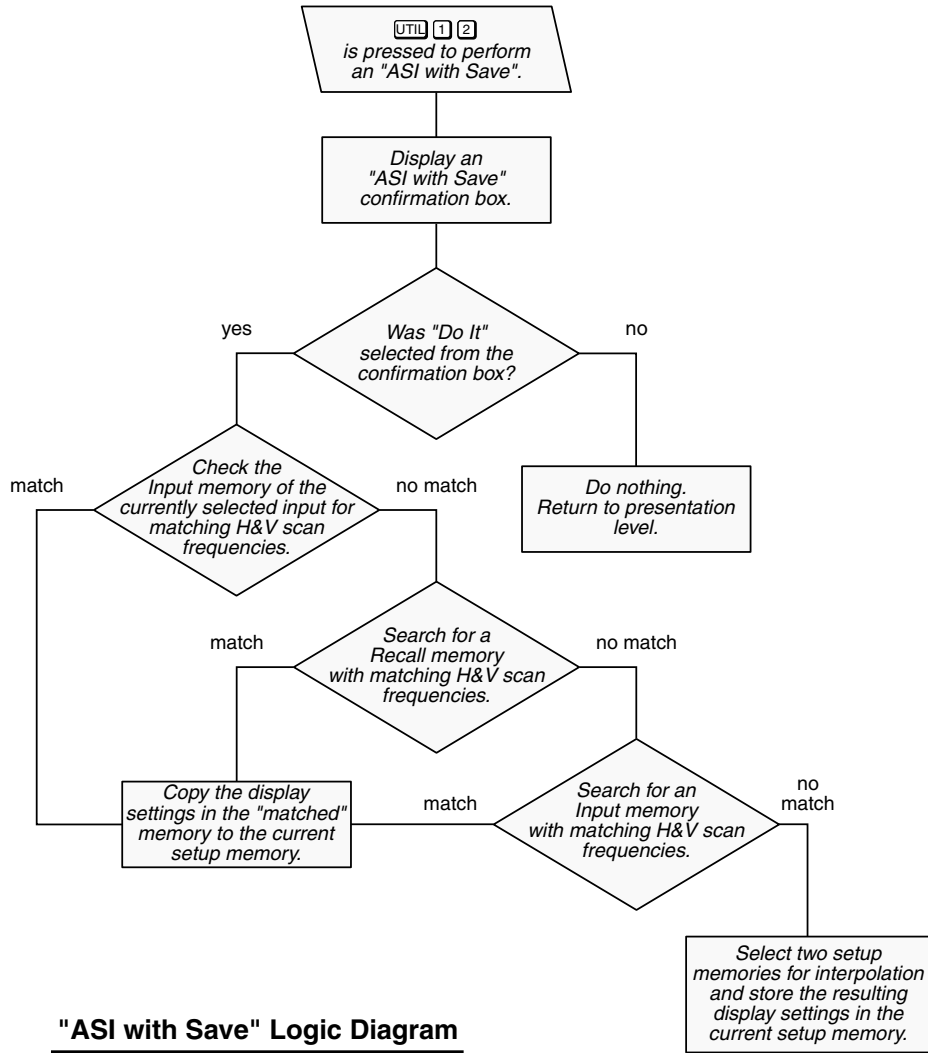 UTIL 1 2
is pressed to perform
an "ASI with Save".
Display an
"ASI with Save"
confirmation box.
yes
Was "Do It"
selected from the
confirmation box?
no
match
Check the
Input memory of the
currently selected input for
matching H&V scan
frequencies.
no match
Do nothing.
Return to presentation
level.
match
Search for a
Recall memory
with matching H&V scan
frequencies.
no match
Copy the display
settings in the "matched"
memory to the current
setup memory.
match
Search for an
Input memory
with matching H&V scan
frequencies.
no
match
Select two setup
memories for interpolation
and store the resulting
display settings in the
current setup memory.
"ASI with Save" Logic Diagram